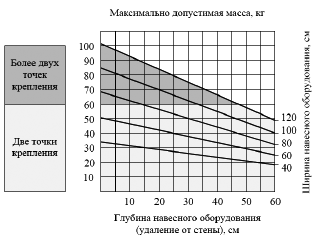 Максимально допустимая масса, кг
Более двух
точек
крепления
Две точки
крепления
100
90
80
70
60
50
40
30
20
10
120
100
80
60
40
0
10
20
30
40
50
60
Глубина навесного оборудования
(удаление от стены), см
Ширина навесного оборудования, см